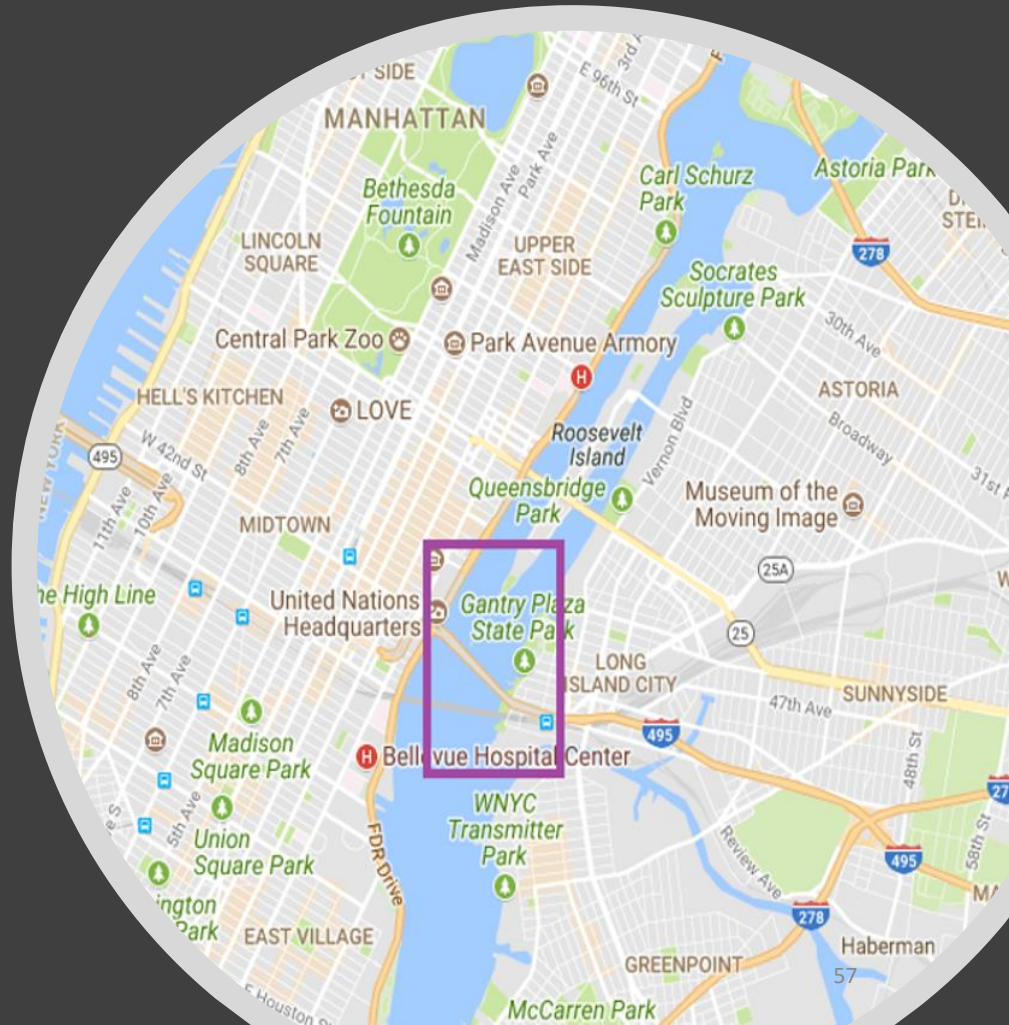 T SIDE
3rd A
E 96th St
MANHATTAN
Park Ave
Madison Ave
Carl Schurz
Park
Astoria Park
Bethesda
Fountain
LINCOLN
SQUARE
UPPER
EAST SIDE
278
Socrates
Sculpture Park
30th Ave
Central Park Zoo
Park Avenue Armory
H
ASTORIA
HELL'S KITCHEN
LOVE
Broadway
Roosevelt
Island
Vernon Blvd
495
W 42nd St
8th Ave
7th Ave
31st
NEW YORK
11th Ave
10th Ave
Queensbridge
Park
Museum of the
Moving Image
MIDTOWN
25A
he High Line
United Nations
Headquarters
Gantry Plaza
State Park
25
LONG
ISLAND CITY
SUNNYSIDE
8th Ave
7th Ave
47th Ave
495
48th St
Madison
Square Park
H
Bellevue Hospital Center
WNYC
Transmitter
Park
5th Ave
Union
Square Park
FDR Drive
Review Ave
58th St
495
27
MA
ington
Park
EAST VILLAGE
278
Haberman
GREENPOINT
57
E Houston St
McCarren Park